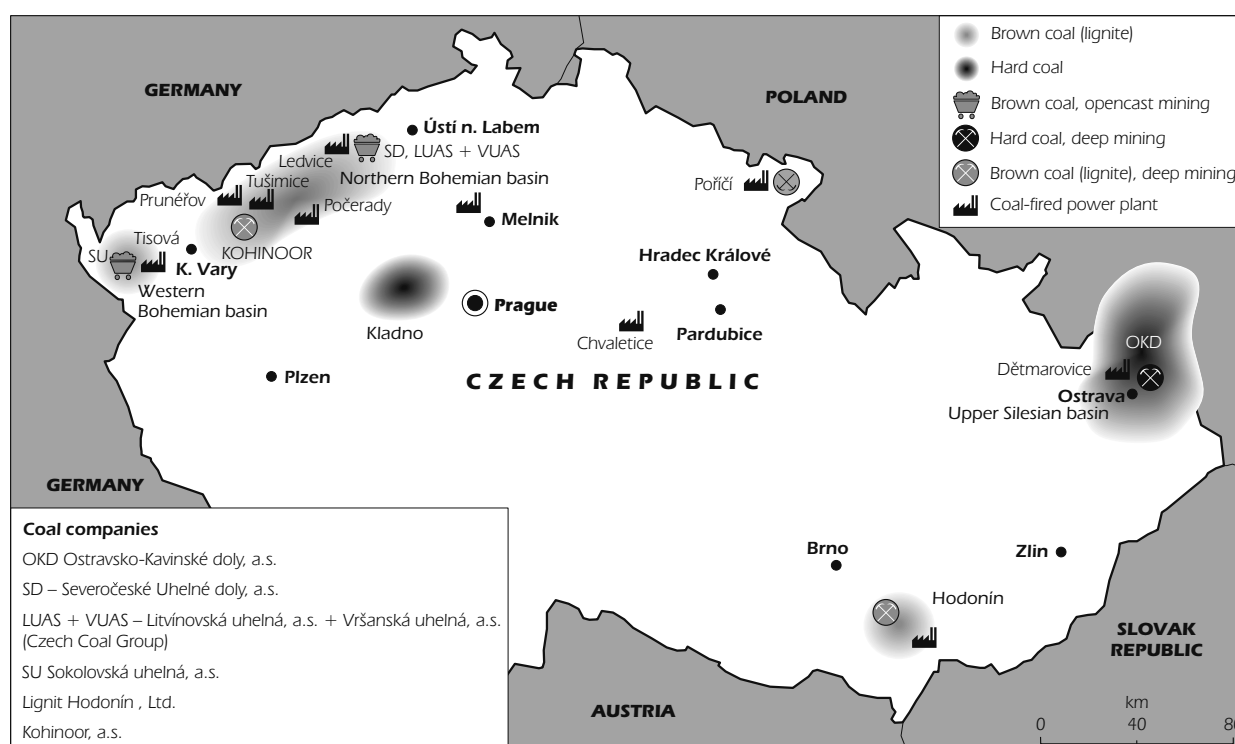 GERMANY
POLAND
Brown coal (lignite)
Hard coal
Brown coal, opencast mining
Hard coal, deep mining
Brown coal (lignite), deep mining
Coal-fired power plant
Ústí n. Labem
Ledvice
SD, LUAS + VUAS
Tušimice
Northern Bohemian basin
Prunéřov
Počerady
Poříčí
Melnik
Tisová
SU
KOHINOOR
K. Vary
Western
Bohemian basin
Hradec Králové
Prague
Kladno
Pardubice
Chvaletice
OKD
Dětmarovice
Ostrava
Upper Silesian basin
Plzen
CZECH REPUBLIC
GERMANY
Coal companies
OKD Ostravsko-Kavinské doly, a.s.
SD – Severočeské Uhelné doly, a.s.
LUAS + VUAS – Litvínovská uhelná, a.s. + Vršanská uhelná, a.s.
(Czech Coal Group)
SU Sokolovská uhelná, a.s.
Lignit Hodonín , Ltd.
Kohinoor, a.s.
Brno
Zlin
Hodonín
SLOVAK
REPUBLIC
AUSTRIA
km
0 40 80